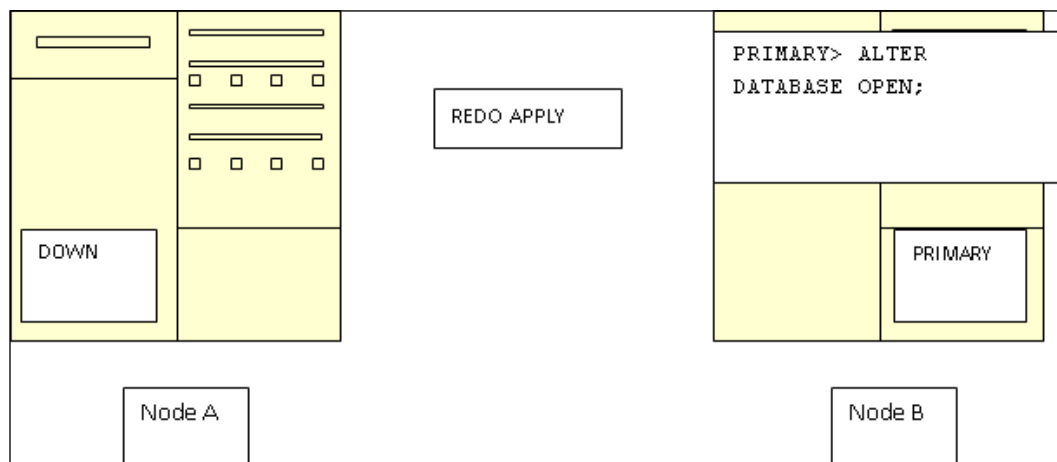 PRIMARY> ALTER
DATABASE OPEN;
REDO APPLY
DOWN
PRIMARY
Node A
Node B